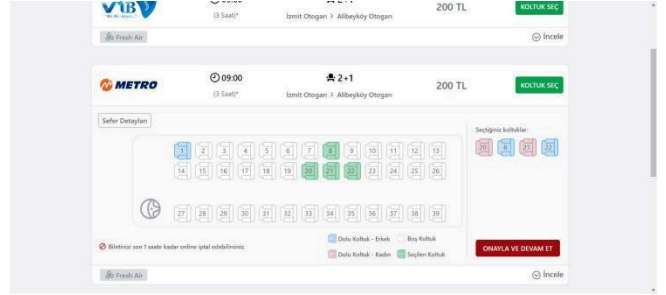 VİB
09:00
2+1
(3 Saat)*
İzmit Otogarı > Alibeyköy Otogarı
200 TL
KOLTUK SEÇ
Fresh Air
İncele
METRO
09:00
2+1
(3 Saat)*
İzmit Otogarı > Alibeyköy Otogarı
200 TL
KOLTUK SEÇ
Sefer Detayları
Seçtiğiniz koltuklar:
1 2 3 4 5 6 7 8 9 10 11 12 13
20 8 21 22
14 15 16 17 18 19 20 21 22 23 24 25 26
27 28 29 30 31 32 33 34 35 36 37 38 39
Biletinizi son 1 saate kadar online iptal edebilirsiniz.
Dolu Koltuk - Erkek
Boş Koltuk
Dolu Koltuk - Kadın
Seçilen Koltuk
ONAYLA VE DEVAM ET
Fresh Air
İncele